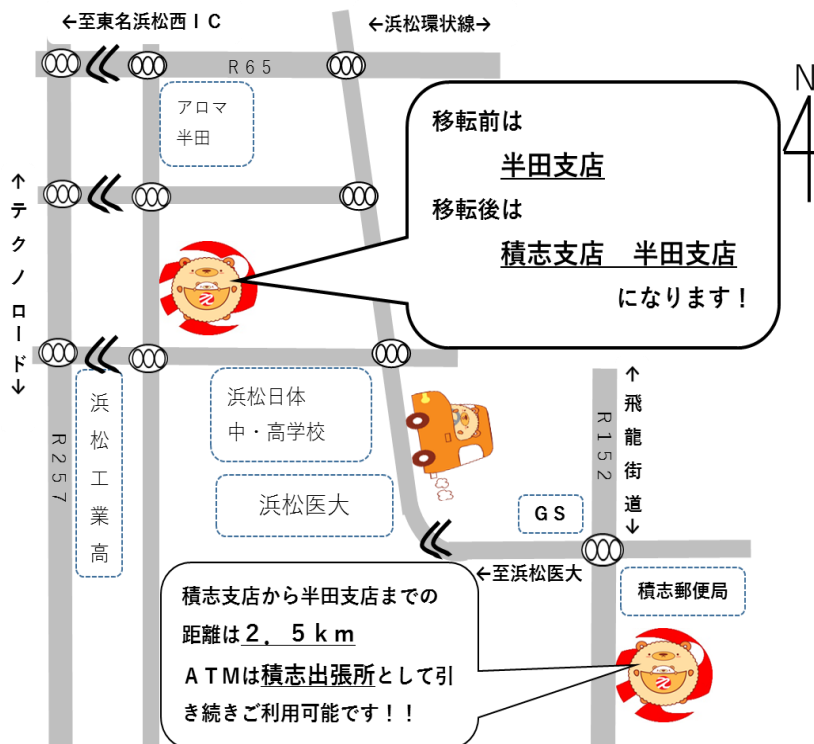 ←至東名浜松西ＩＣ
←浜松環状線→
R65
N
アロマ
半田
移転前は
半田支店
移転後は
積志支店　半田支店
になります！
↑テクノロード↓
浜松日体
中・高学校
浜松工業高
R257
浜松医大
↑飛龍街道↓
R152
ＧＳ
←至浜松医大
積志郵便局
積志支店から半田支店までの
距離は２．５ｋｍ
ＡＴＭは積志出張所として引
き続きご利用可能です！！